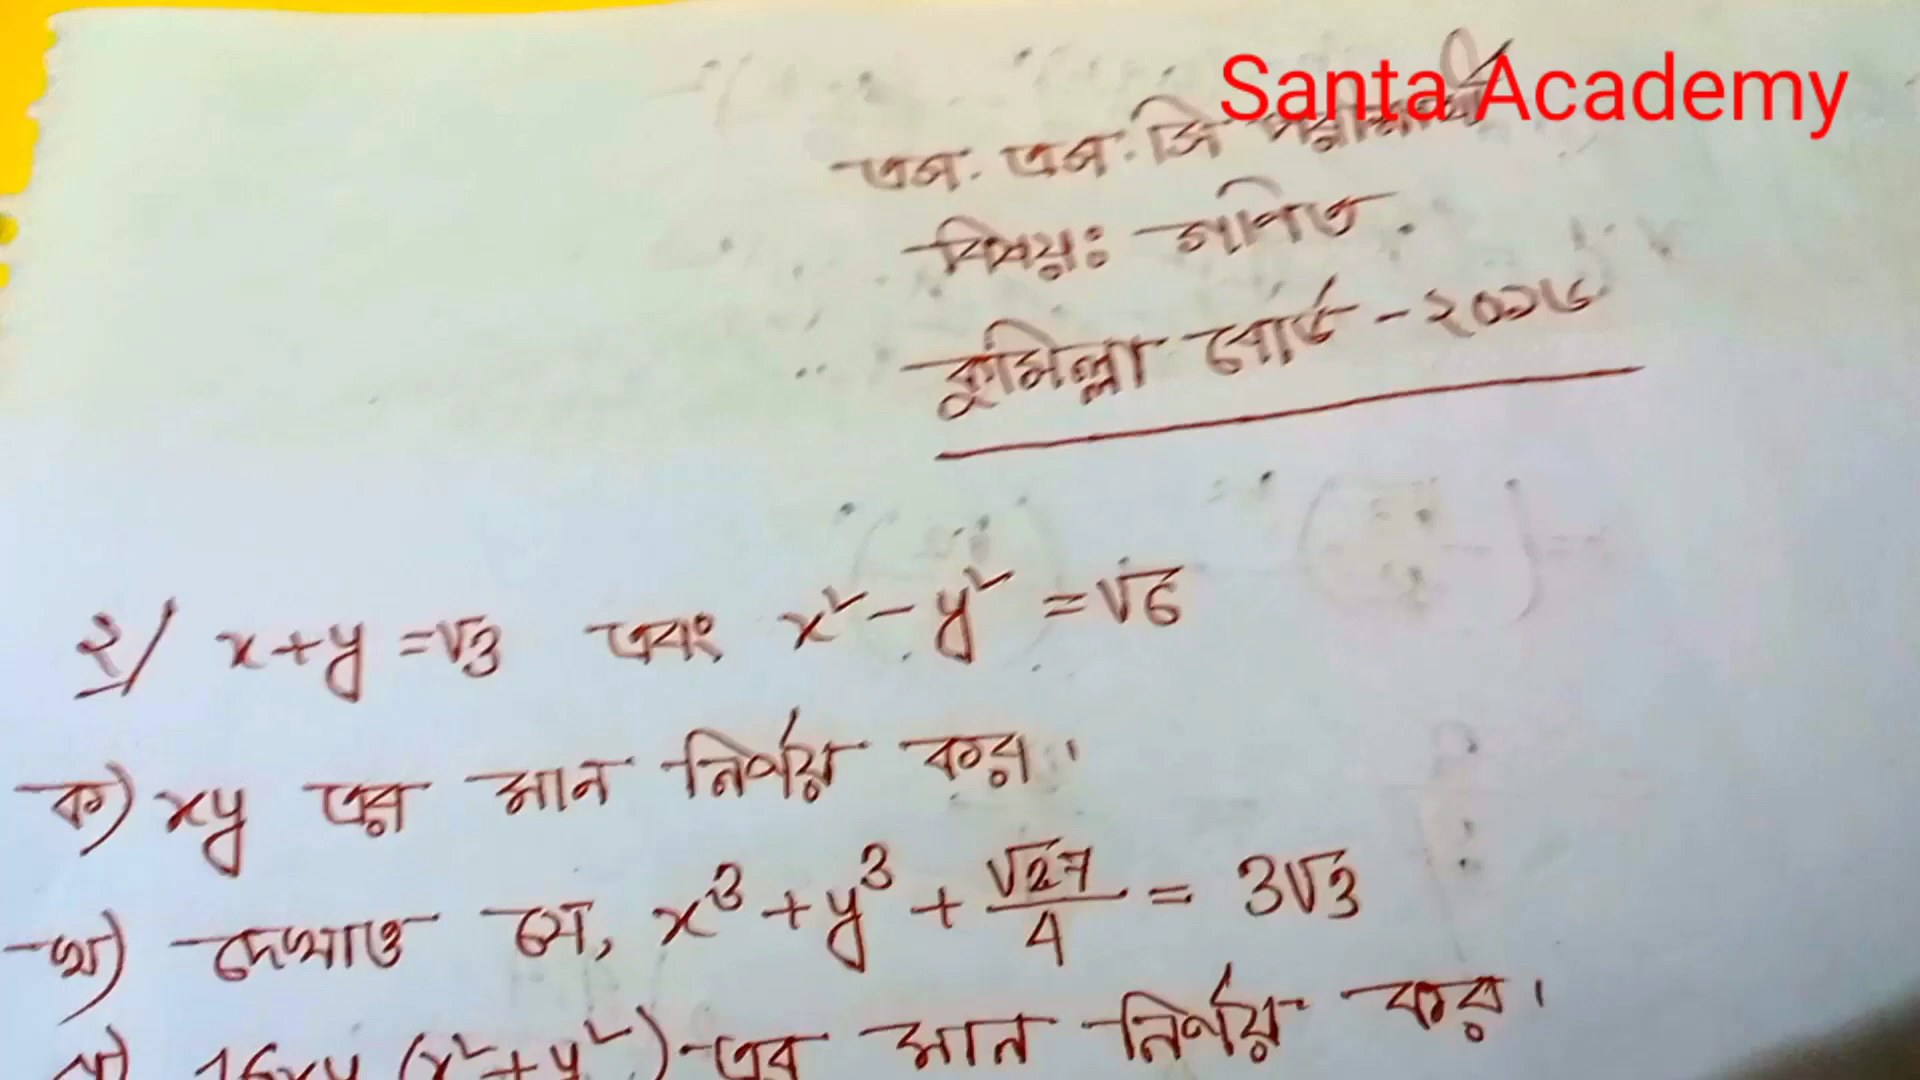 Santa Academy
এস. এস. সি পরীক্ষার্থী
বিষয়ঃ গণিত.
কুমিল্লা বোর্ড - ২০১৬
২/ x+y =√3 এবং x² - y² = √6
ক) xy এর মান নির্ণয় কর।
খ) দেখাও যে, x³ + y³ + √27/4 = 3√3
গ) 16xy (x²+y²) এর মান নির্ণয় কর।